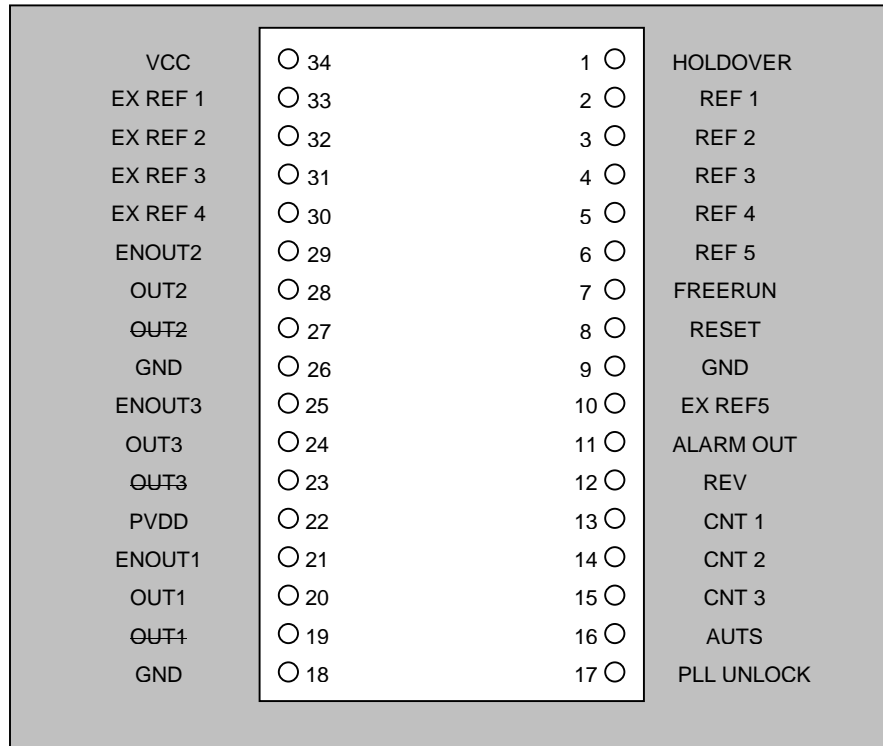 VCC 34 1 HOLDOVER
EX REF 1 33 2 REF 1
EX REF 2 32 3 REF 2
EX REF 3 31 4 REF 3
EX REF 4 30 5 REF 4
ENOUT2 29 6 REF 5
OUT2 28 7 FREERUN
OUT2 27 8 RESET
GND 26 9 GND
ENOUT3 25 10 EX REF5
OUT3 24 11 ALARM OUT
OUT3 23 12 REV
PVDD 22 13 CNT 1
ENOUT1 21 14 CNT 2
OUT1 20 15 CNT 3
OUT1 19 16 AUTS
GND 18 17 PLL UNLOCK